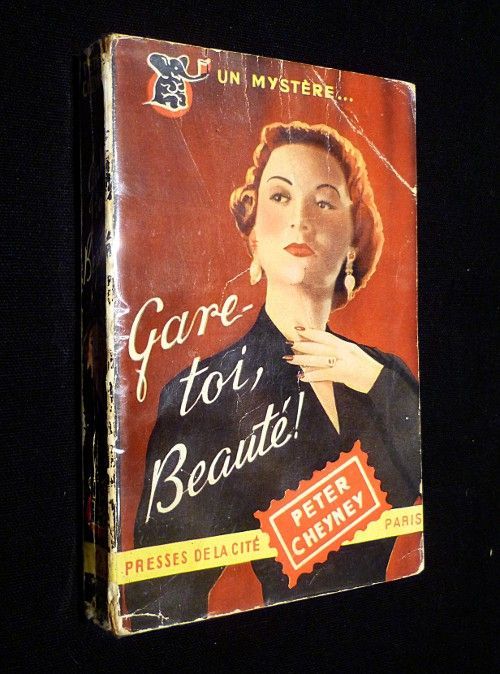 UN MYSTÈRE...
Gare-
toi,
Beauté!
PETER
CHEYNEY
PRESSES DE LA CITÉ
PARIS